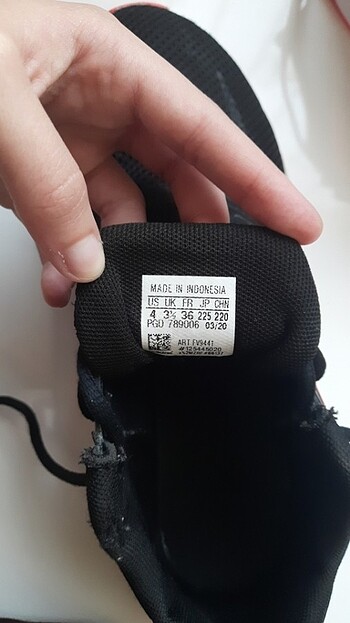 MADE IN INDONESIA
US UK FR JP CHN
4 3½ 36 225 220
PGD 789006 03/20
ART FV9441